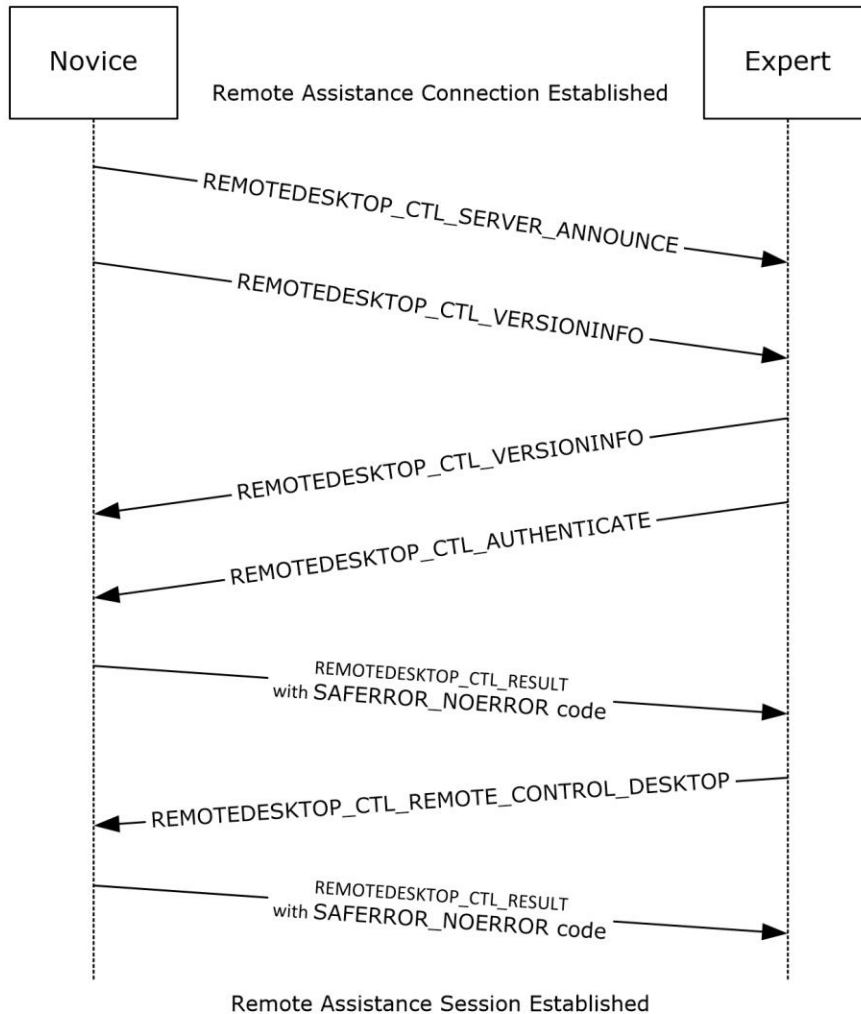 Novice
Expert
Remote Assistance Connection Established
REMOTEDESKTOP_CTL_SERVER_ANNOUNCE
REMOTEDESKTOP_CTL_VERSIONINFO
REMOTEDESKTOP_CTL_VERSIONINFO
REMOTEDESKTOP_CTL_AUTHENTICATE
REMOTEDESKTOP_CTL_RESULT
with SAFERROR_NOERROR code
REMOTEDESKTOP_CTL_REMOTE_CONTROL_DESKTOP
REMOTEDESKTOP_CTL_RESULT
with SAFERROR_NOERROR code
Remote Assistance Session Established